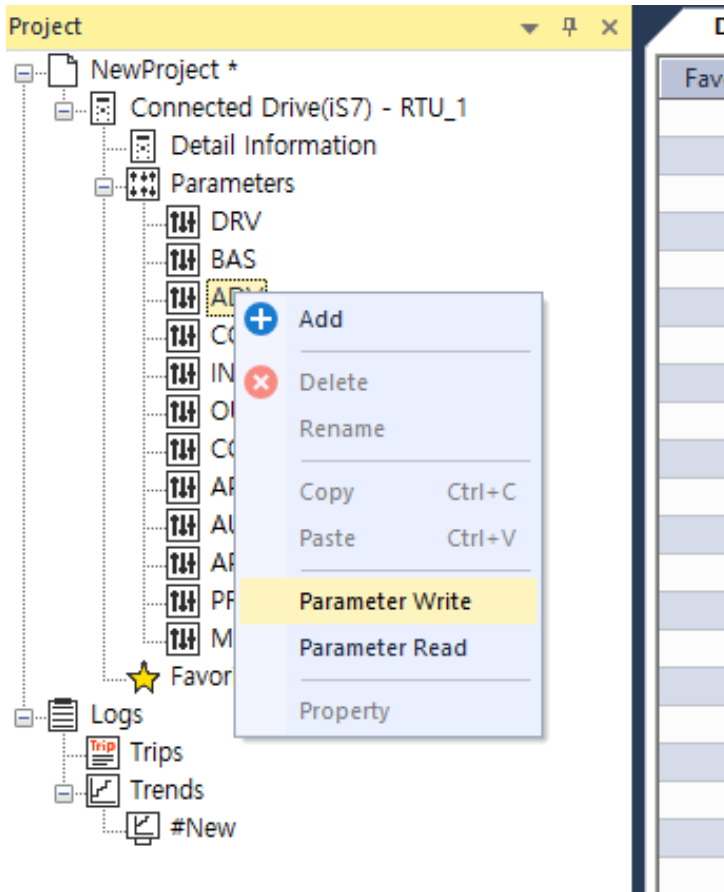 Project
NewProject *
Connected Drive(iS7) - RTU_1
Detail Information
Parameters
DRV
BAS
Add
Delete
Rename
Copy Ctrl+C
Paste Ctrl+V
Parameter Write
Parameter Read
Property
Logs
Trip
Trips
Trends
#New